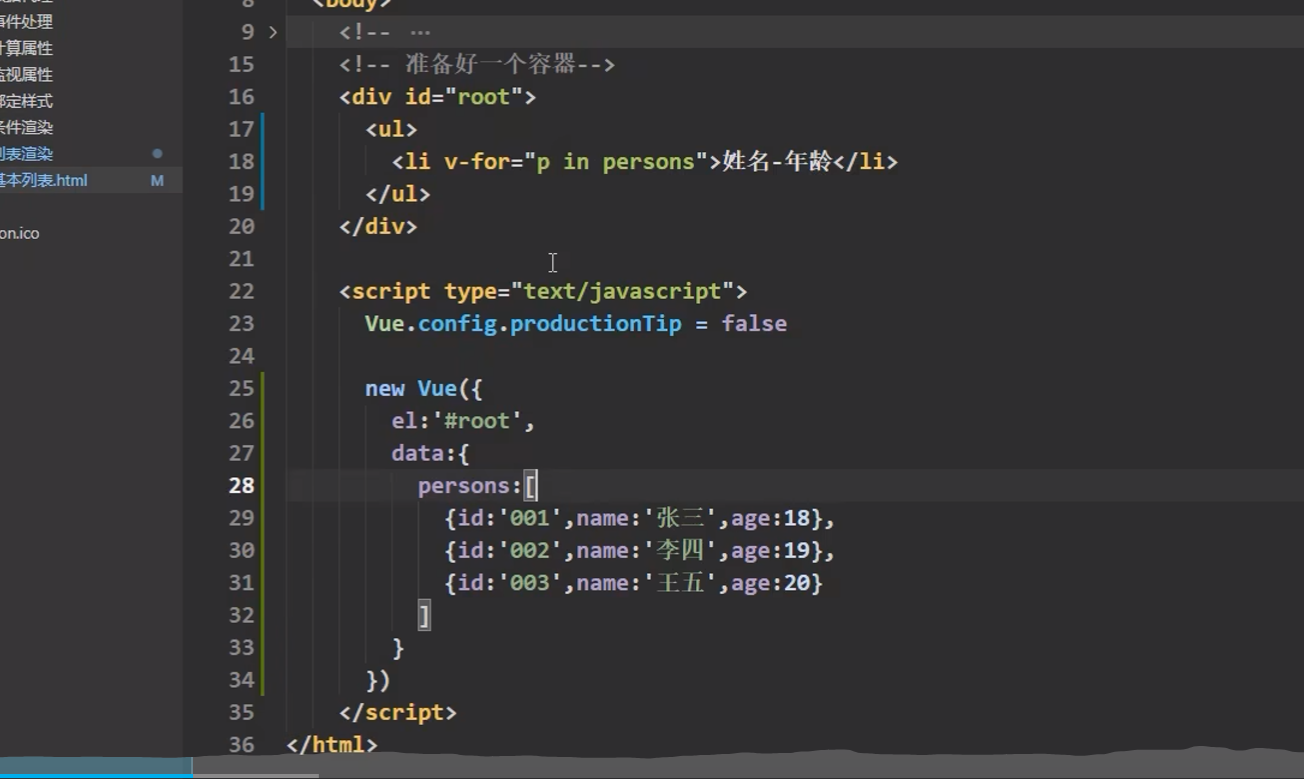 事件处理
计算属性
监视属性
绑定样式
条件渲染
列表渲染
基本列表.html M
on.ico
8 <body>
9 > <!-- ...
15 <!-- 准备好一个容器-->
16 <div id="root">
17 <ul>
18 <li v-for="p in persons">姓名-年龄</li>
19 </ul>
20 </div>
21
22 <script type="text/javascript">
23 Vue.config.productionTip = false
24
25 new Vue({
26 el:'#root',
27 data:{
28 persons:[
29 {id:'001',name:'张三',age:18},
30 {id:'002',name:'李四',age:19},
31 {id:'003',name:'王五',age:20}
32 ]
33 }
34 })
35 </script>
36 </html>